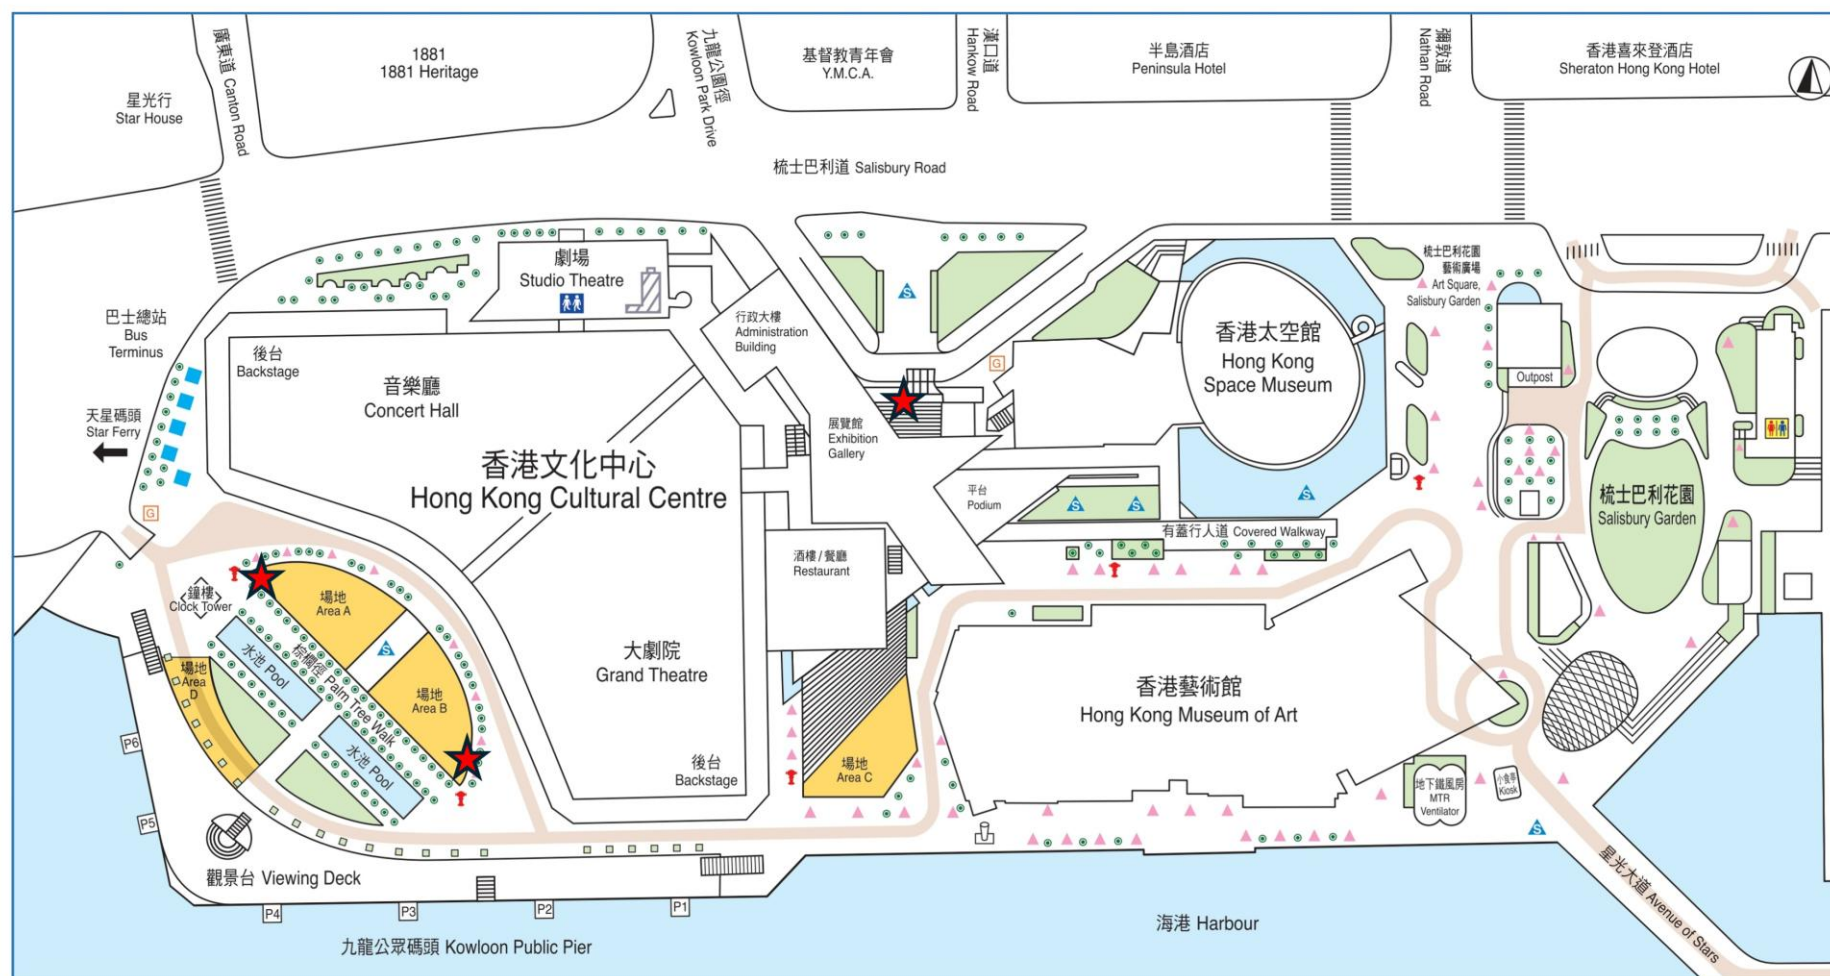 廣東道 Canton Road
1881
1881 Heritage
九龍公園徑
Kowloon Park Drive
基督教青年會
Y.M.C.A.
漢口道
Hankow Road
半島酒店
Peninsula Hotel
彌敦道
Nathan Road
香港喜來登酒店
Sheraton Hong Kong Hotel
星光行
Star House
梳士巴利道 Salisbury Road
劇場
Studio Theatre
S
梳士巴利花園
藝術廣場
Art Square,
Salisbury Garden
巴士總站
Bus
Terminus
後台
Backstage
行政大樓
Administration
Building
香港太空館
Hong Kong
Space Museum
G
Outpost
音樂廳
Concert Hall
天星碼頭
Star Ferry
展覽館
Exhibition
Gallery
香港文化中心
Hong Kong Cultural Centre
平台
Podium
S
S
S
梳士巴利花園
Salisbury Garden
G
有蓋行人道 Covered Walkway
酒樓 / 餐廳
Restaurant
鐘樓
Clock Tower
場地
Area A
水池 Pool
棕櫚徑 Palm Tree Walk
S
大劇院
Grand Theatre
場地
Area D
場地
Area B
香港藝術館
Hong Kong Museum of Art
水池 Pool
P6
後台
Backstage
場地
Area C
地下鐵風房
MTR
Ventilator
小食亭
Kiosk
P5
S
觀景台 Viewing Deck
星光大道 Avenue of Stars
P4
P3
P2
P1
海港 Harbour
九龍公眾碼頭 Kowloon Public Pier